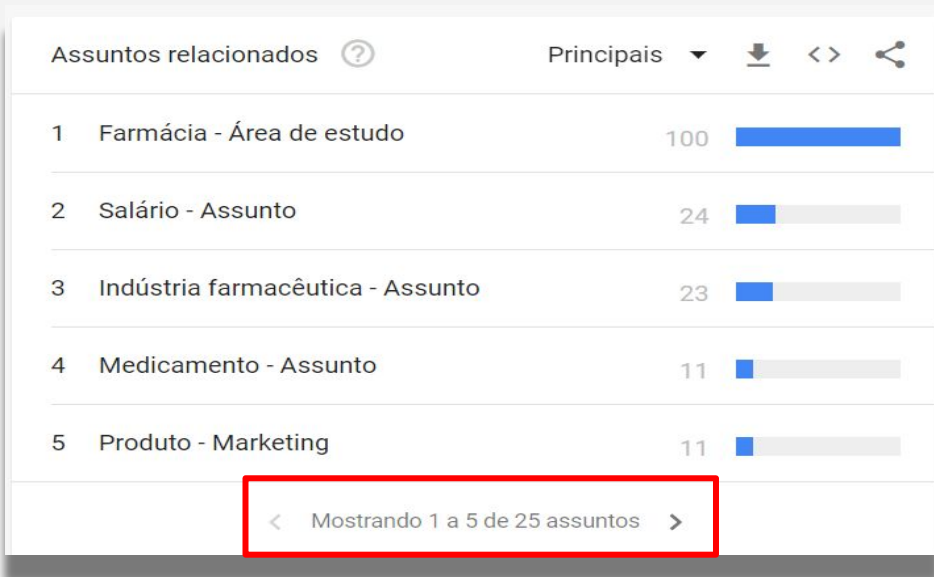 Assuntos relacionados ? Principais <>
1 Farmácia - Área de estudo 100
2 Salário - Assunto 24
3 Indústria farmacêutica - Assunto 23
4 Medicamento - Assunto 11
5 Produto - Marketing 11
< Mostrando 1 a 5 de 25 assuntos >